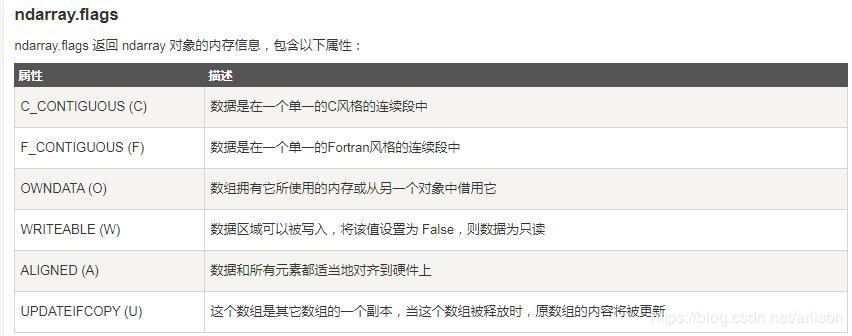 ndarray.flags
ndarray.flags 返回 ndarray 对象的内存信息，包含以下属性：
属性 描述
C_CONTIGUOUS (C) 数据是在一个单一的C风格的连续段中
F_CONTIGUOUS (F) 数据是在一个单一的Fortran风格的连续段中
OWNDATA (O) 数组拥有它所使用的内存或从另一个对象中借用它
WRITEABLE (W) 数据区域可以被写入，将该值设置为 False，则数据为只读
ALIGNED (A) 数据和所有元素都适当地对齐到硬件上
UPDATEIFCOPY (U) 这个数组是其它数组的一个副本，当这个数组被释放时，原数组的内容将被更新
https://blog.csdn.net/arlison